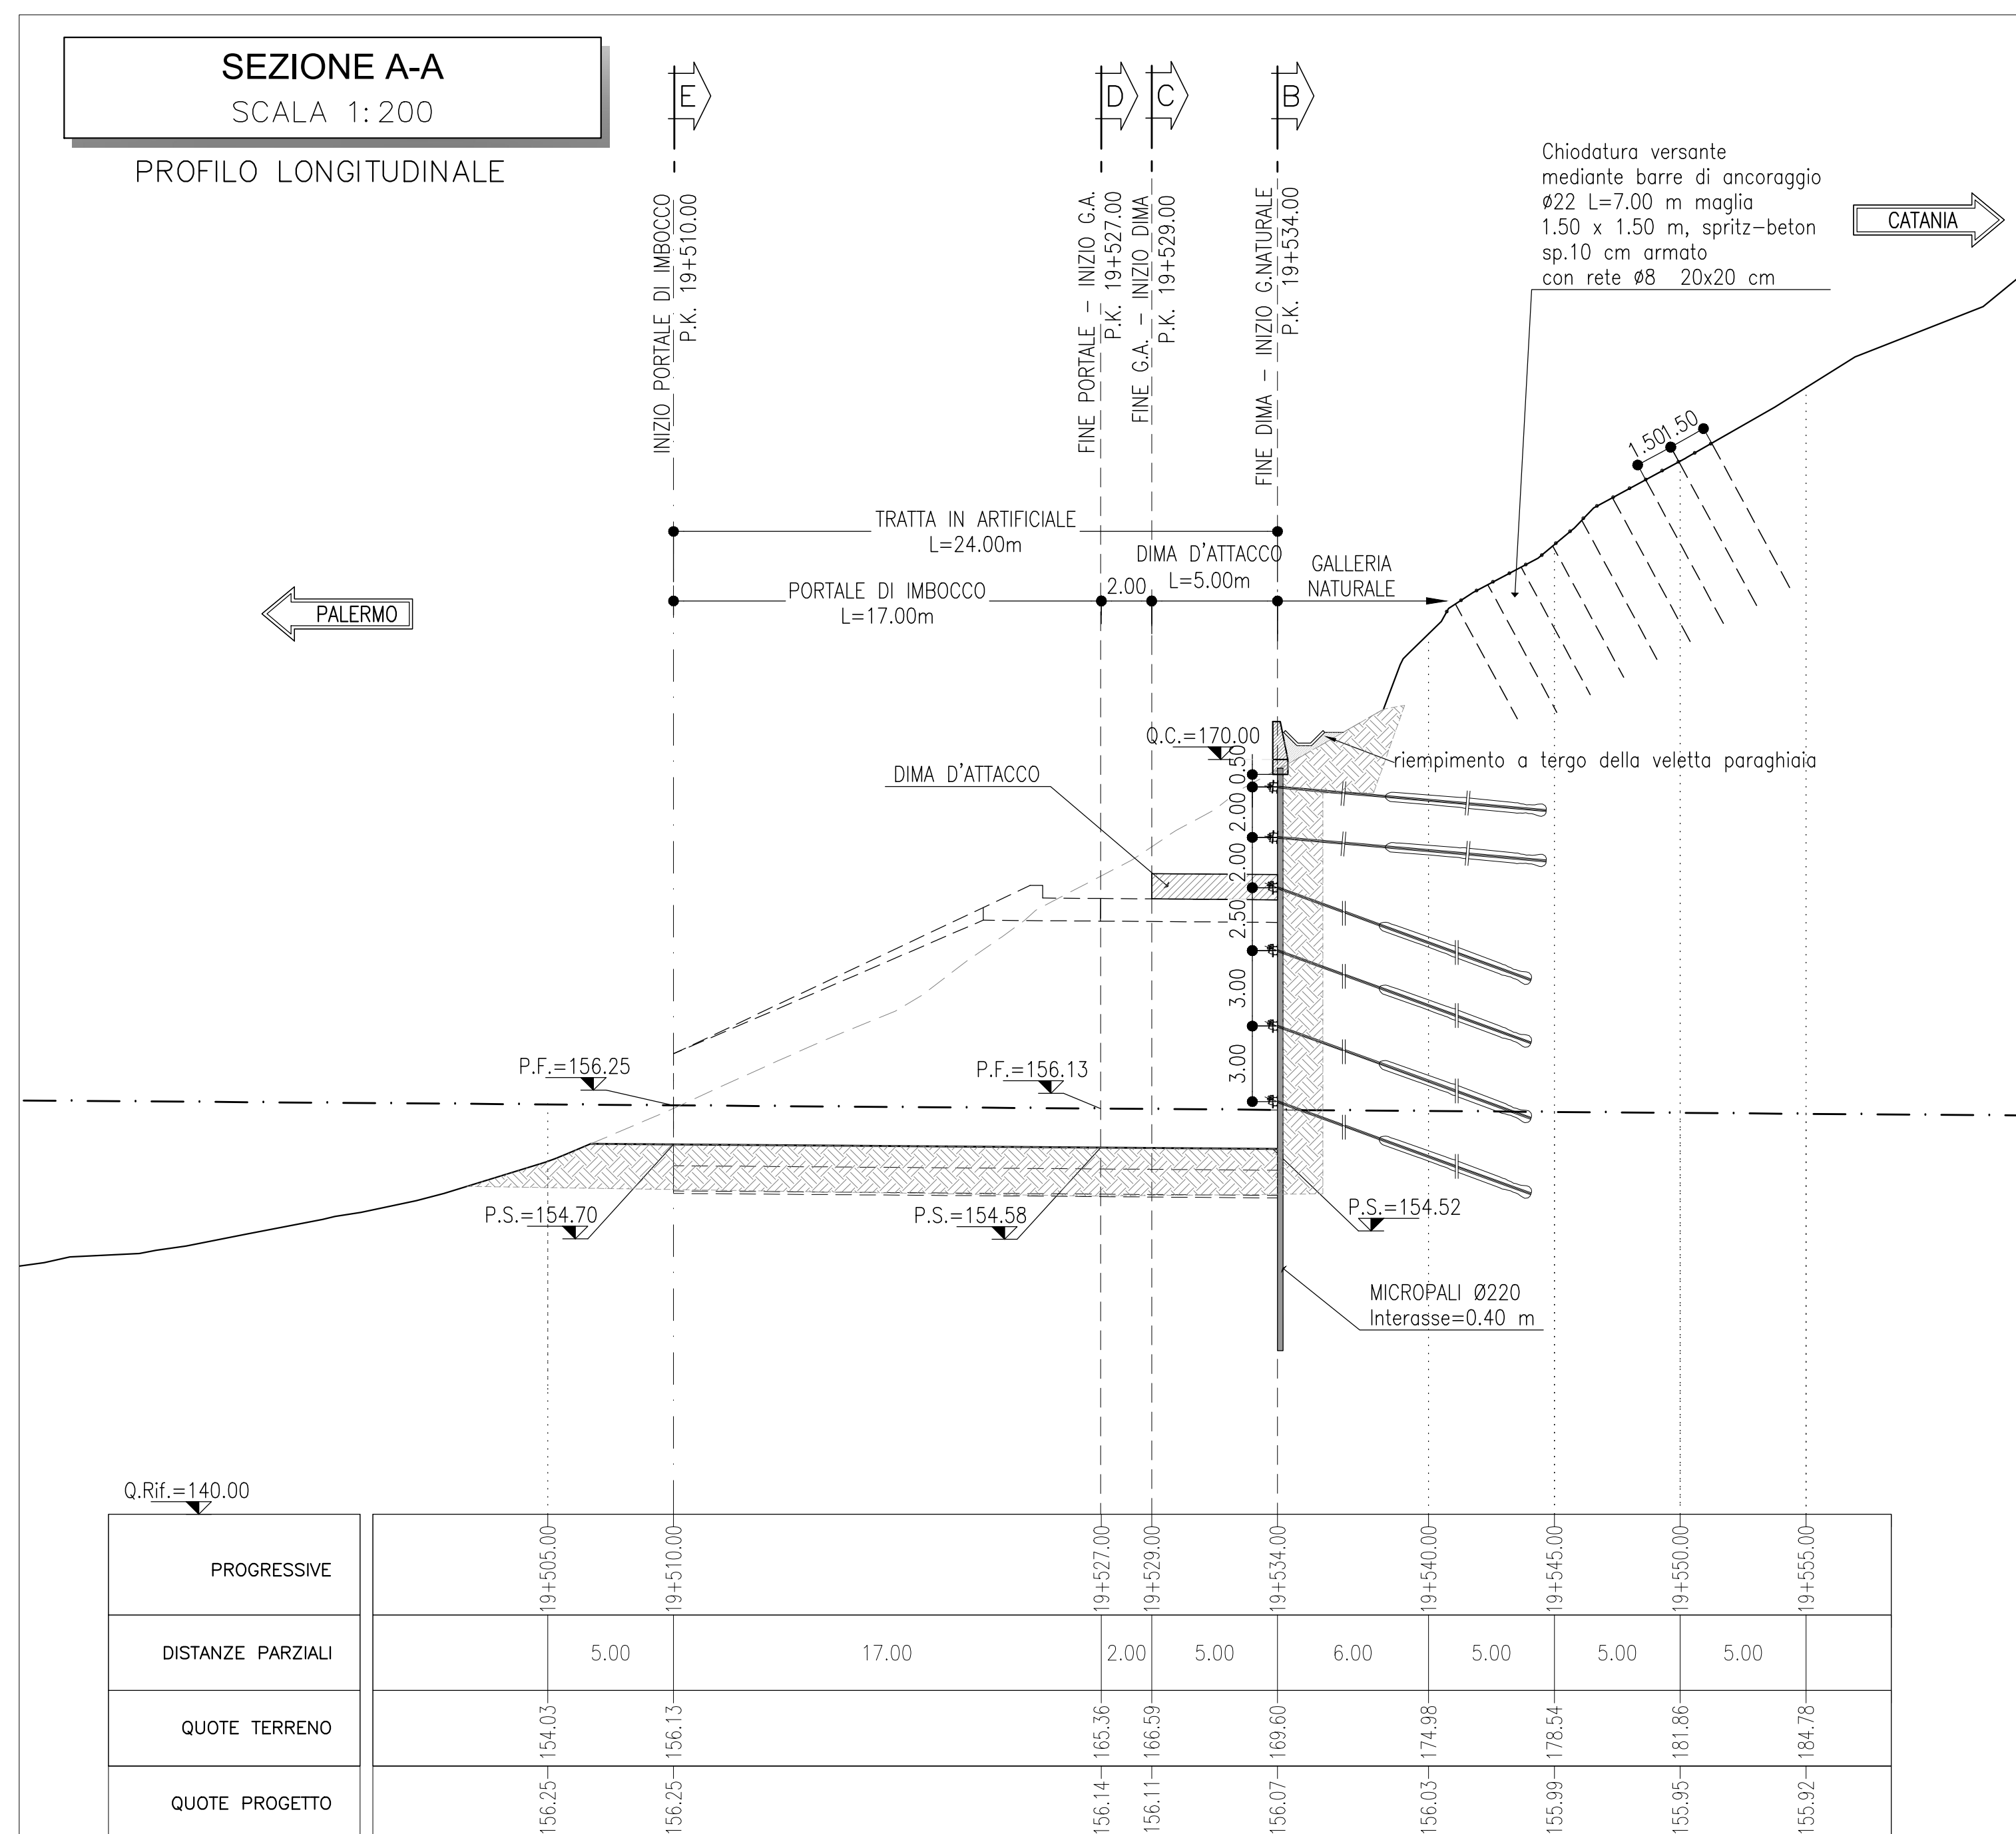 SEZIONE A-A
SCALA 1:200
PROFILO LONGITUDINALE
E
D
C
B
INIZIO PORTALE DI IMBOCCO
P.K. 19+510.00
FINE PORTALE - INIZIO G.A.
P.K. 19+527.00
FINE G.A. - INIZIO DIMA
P.K. 19+529.00
FINE DIMA - INIZIO G.NATURALE
P.K. 19+534.00
Chiodatura versante
mediante barre di ancoraggio
Ø22 L=7.00 m maglia
1.50 x 1.50 m, spritz-beton
sp.10 cm armato
con rete Ø8 20x20 cm
CATANIA
1.50
1.50
TRATTA IN ARTIFICIALE
L=24.00m
DIMA D'ATTACCO
L=5.00m
GALLERIA
NATURALE
PORTALE DI IMBOCCO
L=17.00m
2.00
PALERMO
Q.C.=170.00
riempimento a tergo della veletta paraghiaia
DIMA D'ATTACCO
0.50
2.00
2.00
2.50
3.00
3.00
P.F.=156.25
P.F.=156.13
P.S.=154.70
P.S.=154.58
P.S.=154.52
MICROPALI Ø220
Interasse=0.40 m
Q.Rif.=140.00
PROGRESSIVE
19+505.00
19+510.00
19+527.00
19+529.00
19+534.00
19+540.00
19+545.00
19+550.00
19+555.00
DISTANZE PARZIALI
5.00
17.00
2.00
5.00
6.00
5.00
5.00
5.00
QUOTE TERRENO
154.03
156.13
165.36
166.59
169.60
174.98
178.54
181.86
184.78
QUOTE PROGETTO
156.25
156.25
156.14
156.11
156.07
156.03
155.99
155.95
155.92